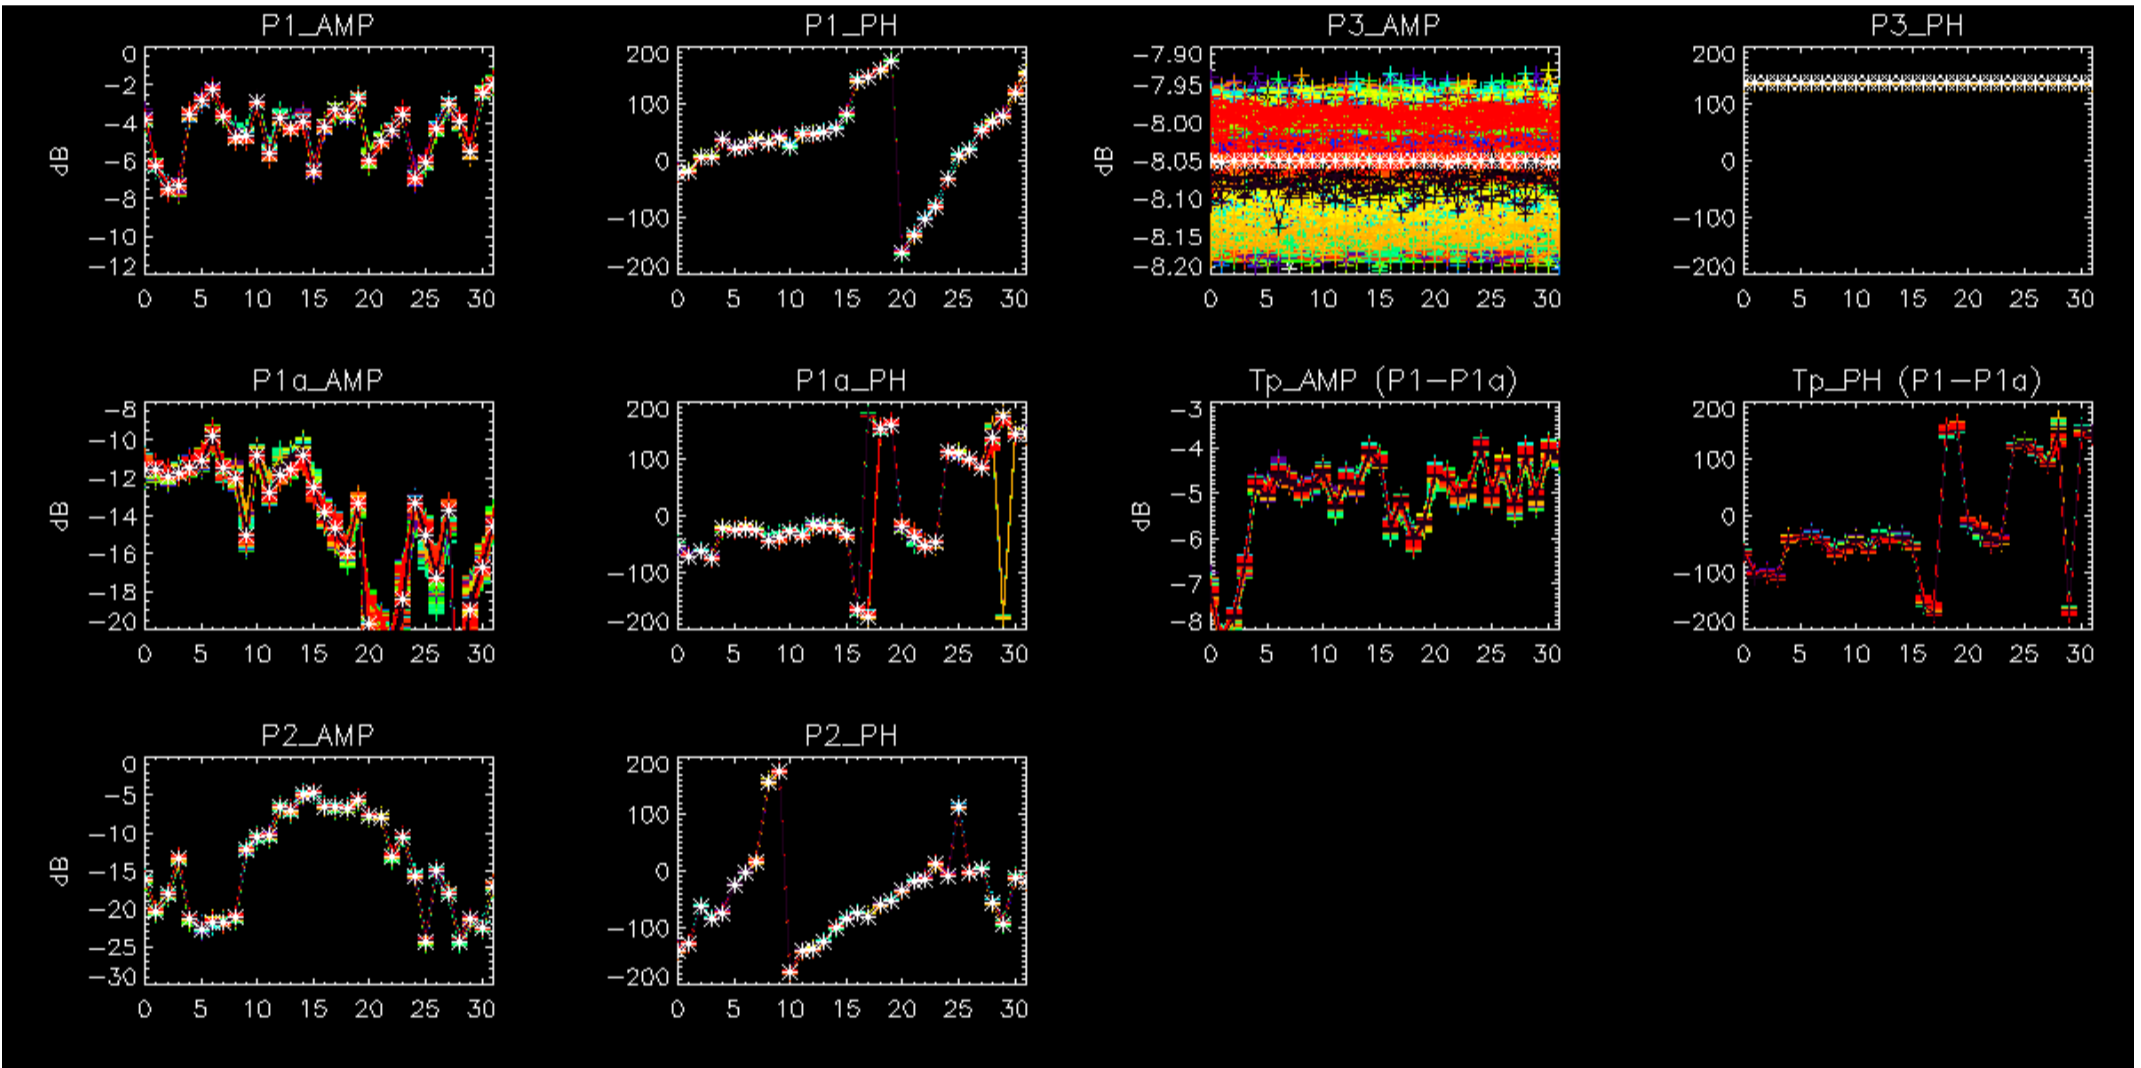 P1_AMP P1_PH P3_AMP P3_PH
0 200 -7.90 200
-2 -7.95
-4 100 -8.00 100
dB -6 0 dB -8.05 0
-8 -8.10
-10 -100 -8.15 -100
-12 -200 -8.20 -200
0 5 10 15 20 25 30 0 5 10 15 20 25 30 0 5 10 15 20 25 30 0 5 10 15 20 25 30
P1a_AMP P1a_PH Tp_AMP (P1-P1a) Tp_PH (P1-P1a)
-8 200 -3 200
-10 100 -4 100
-12
dB -14 0 dB -5 0
-16 -6
-18 -100 -7 -100
-20 -200 -8 -200
0 5 10 15 20 25 30 0 5 10 15 20 25 30 0 5 10 15 20 25 30 0 5 10 15 20 25 30
P2_AMP P2_PH
0 200
-5 100
-10
dB -15 0
-20 -100
-25
-30 -200
0 5 10 15 20 25 30 0 5 10 15 20 25 30